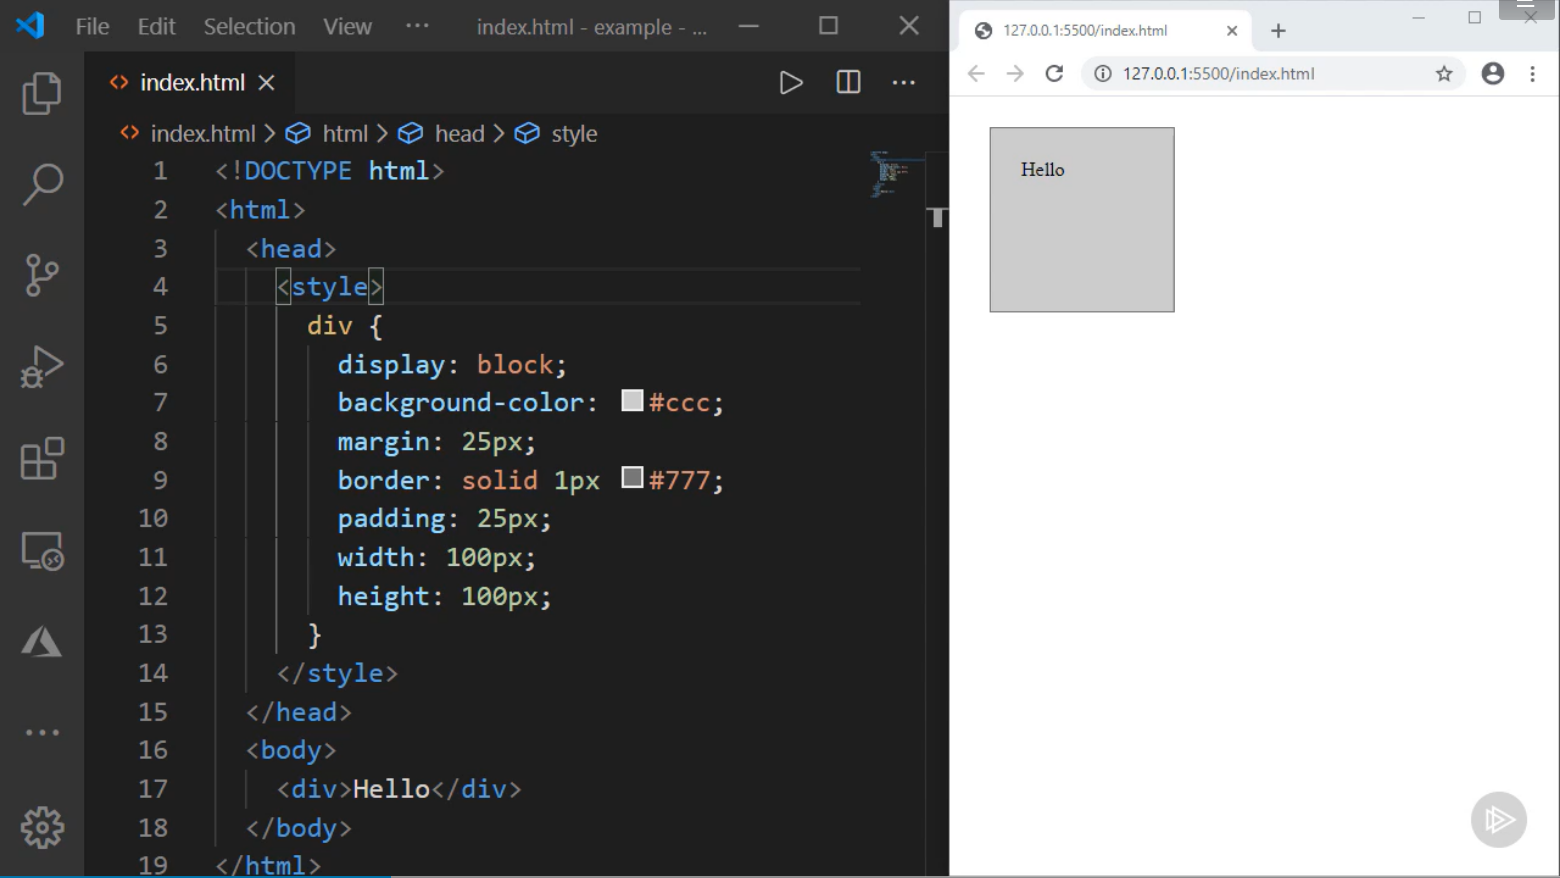 File Edit Selection View ··· index.html - example - ...
index.html
index.html > html > head > style
1 <!DOCTYPE html>
2 <html>
3 <head>
4 <style>
5 div {
6 display: block;
7 background-color: #ccc;
8 margin: 25px;
9 border: solid 1px #777;
10 padding: 25px;
11 width: 100px;
12 height: 100px;
13 }
14 </style>
15 </head>
16 <body>
17 <div>Hello</div>
18 </body>
19 </html>
127.0.0.1:5500/index.html
127.0.0.1:5500/index.html
Hello